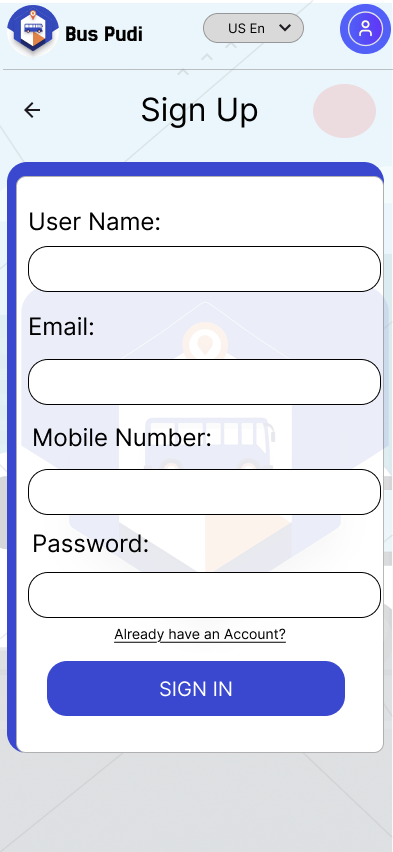 Bus Pudi
US En
Sign Up
User Name:
Email:
Mobile Number:
Password:
Already have an Account?
SIGN IN